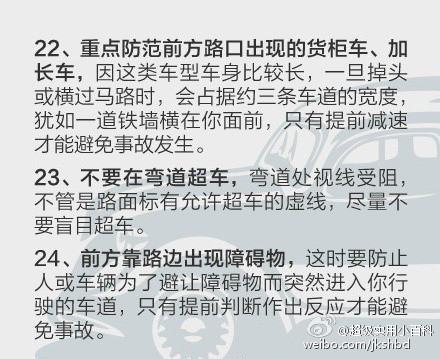 22、重点防范前方路口出现的货柜车、加
长车，因这类车型车身比较长，一旦掉头
或横过马路时，会占据约三条车道的宽度，
犹如一道铁墙横在你面前，只有提前减速
才能避免事故发生。
23、不要在弯道超车，弯道处视线受阻，
不管是路面标有允许超车的虚线，尽量不
要盲目超车。
24、前方靠路边出现障碍物，这时要防止
人或车辆为了避让障碍物而突然进入你行
驶的车道，只有提前判断作出反应才能避
免事故。
@超级实用小百科
weibo.com/jkshbd